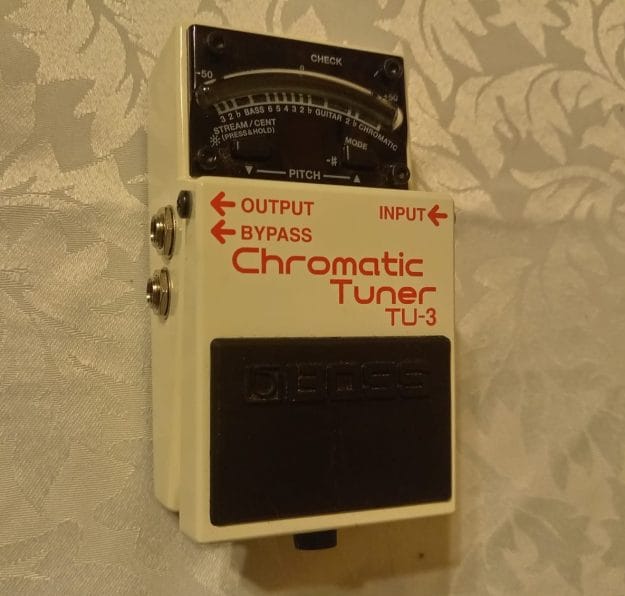 CHECK
-50 0 +50
3 2 ♭ BASS 6 5 4 3 2 ♭ GUITAR 2 ♭ CHROMATIC
STREAM/CENT
(PRESS&HOLD)
MODE
-#
▼ PITCH ▲
← OUTPUT
INPUT ←
← BYPASS
Chromatic
Tuner
TU-3
BOSS